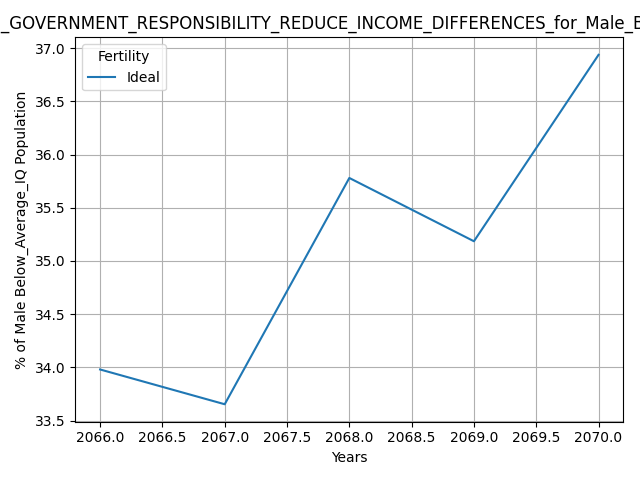 _GOVERNMENT_RESPONSIBILITY_REDUCE_INCOME_DIFFERENCES_for_Male_B
Fertility
Ideal
% of Male Below_Average_IQ Population
37.0
36.5
36.0
35.5
35.0
34.5
34.0
33.5
2066.0 2066.5 2067.0 2067.5 2068.0 2068.5 2069.0 2069.5 2070.0
Years